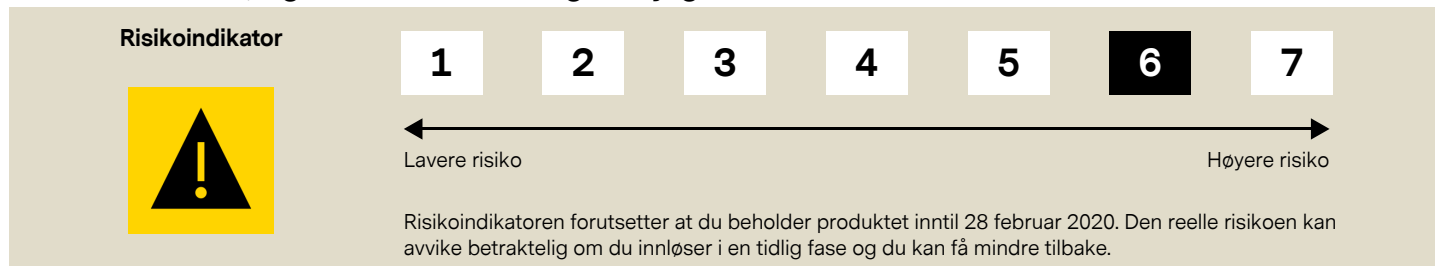 Risikoindikator
1 2 3 4 5 6 7
Lavere risiko Høyere risiko
Risikoindikatoren forutsetter at du beholder produktet inntil 28 februar 2020. Den reelle risikoen kan
avvike betraktelig om du innløser i en tidlig fase og du kan få mindre tilbake.